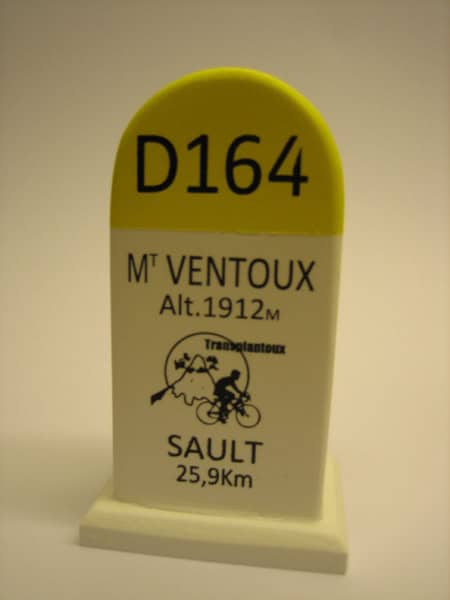 D164
MT VENTOUX
Alt.1912M
Transplantoux
SAULT
25,9Km